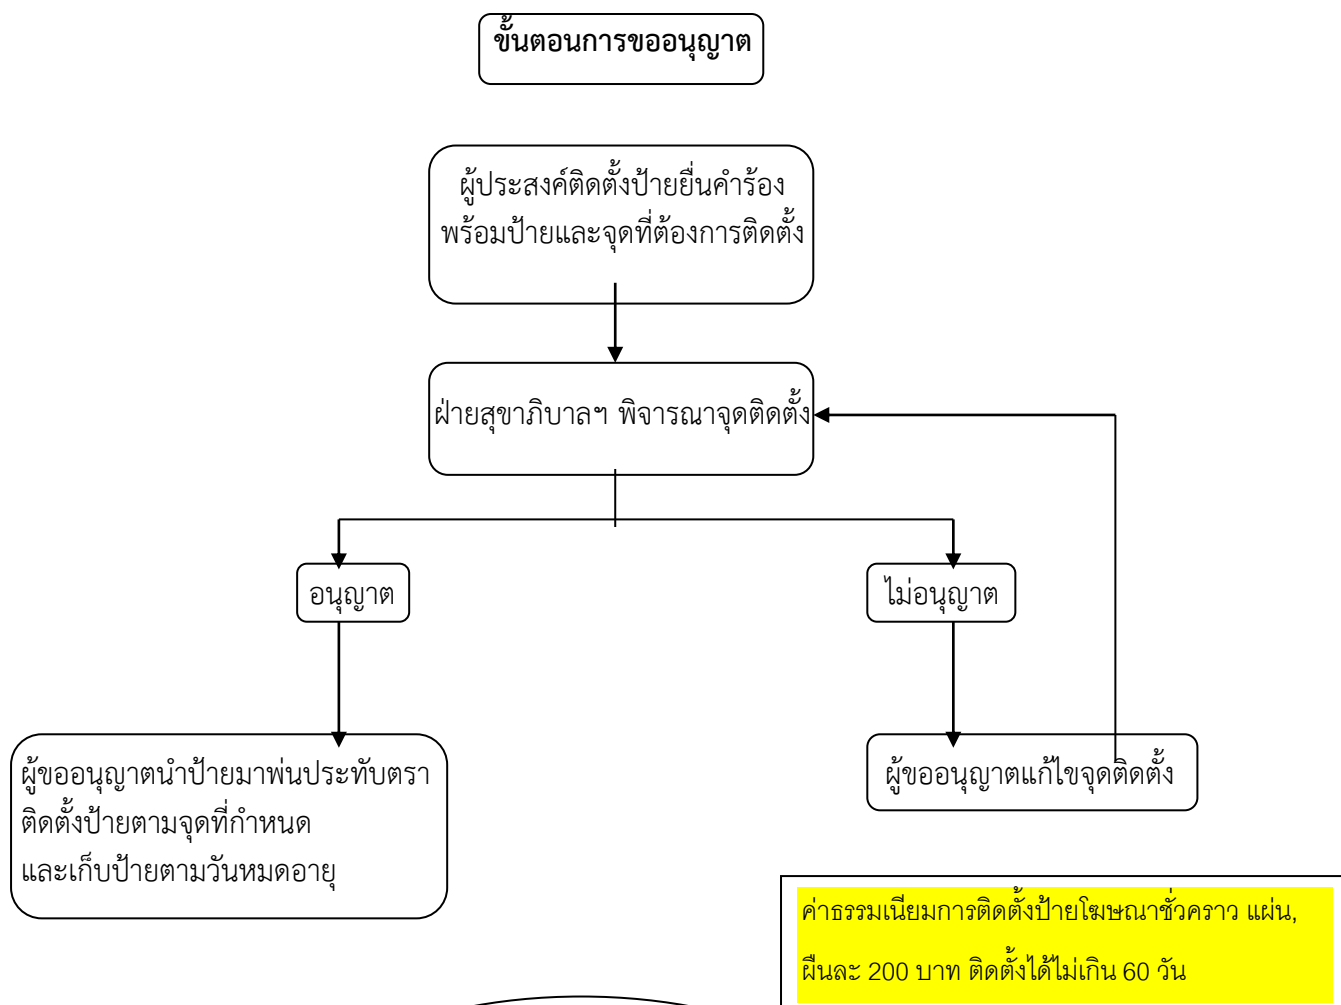 ขั้นตอนการขออนุญาต
ผู้ประสงค์ติดตั้งป้ายยื่นคำร้อง
พร้อมป้ายและจุดที่ต้องการติดตั้ง
ฝ่ายสุขาภิบาลฯ พิจารณาจุดติดตั้ง
อนุญาต
ไม่อนุญาต
ผู้ขออนุญาตนำป้ายมาพ่นประทับตรา
ติดตั้งป้ายตามจุดที่กำหนด
และเก็บป้ายตามวันหมดอายุ
ผู้ขออนุญาตแก้ไขจุดติดตั้ง
ค่าธรรมเนียมการติดตั้งป้ายโฆษณาชั่วคราว แผ่น,
ผืนละ 200 บาท ติดตั้งได้ไม่เกิน 60 วัน